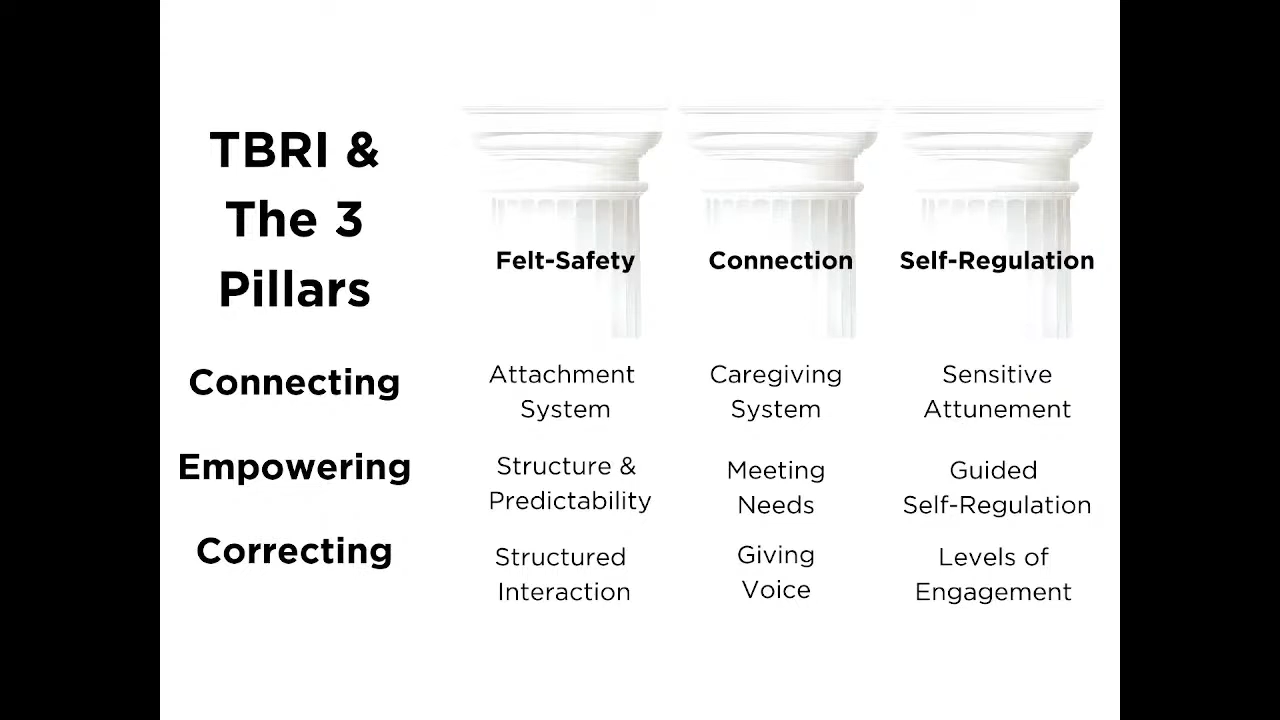 TBRI &
The 3
Pillars
Felt-Safety
Connection
Self-Regulation
Connecting
Attachment
System
Caregiving
System
Sensitive
Attunement
Empowering
Structure &
Predictability
Meeting
Needs
Guided
Self-Regulation
Correcting
Structured
Interaction
Giving
Voice
Levels of
Engagement